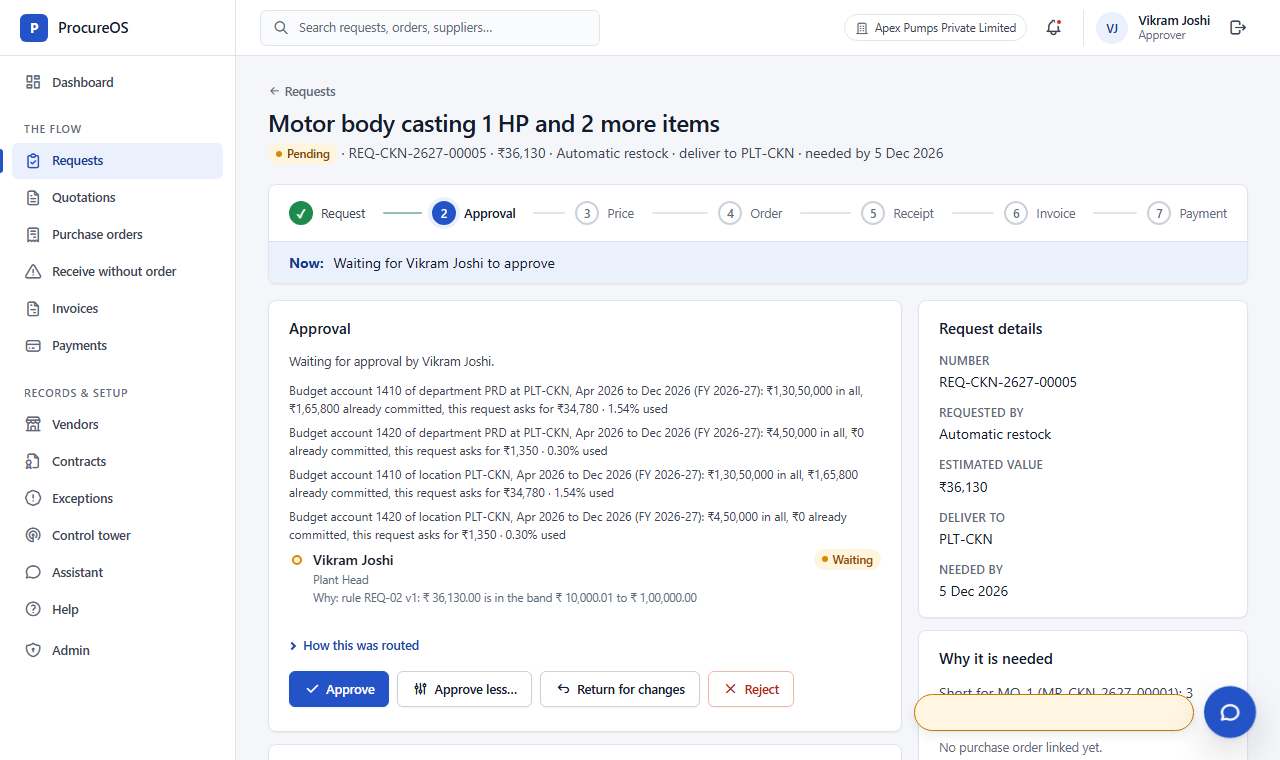 P ProcureOS
Search requests, orders, suppliers...
Apex Pumps Private Limited
VJ
Vikram Joshi
Approver
Dashboard
THE FLOW
Requests
Quotations
Purchase orders
Receive without order
Invoices
Payments
RECORDS & SETUP
Vendors
Contracts
Exceptions
Control tower
Assistant
Help
Admin
← Requests
Motor body casting 1 HP and 2 more items
Pending · REQ-CKN-2627-00005 · ₹36,130 · Automatic restock · deliver to PLT-CKN · needed by 5 Dec 2026
Request 2 Approval 3 Price 4 Order 5 Receipt 6 Invoice 7 Payment
Now: Waiting for Vikram Joshi to approve
Approval
Waiting for approval by Vikram Joshi.
Budget account 1410 of department PRD at PLT-CKN, Apr 2026 to Dec 2026 (FY 2026-27): ₹1,30,50,000 in all,
₹1,65,800 already committed, this request asks for ₹34,780 · 1.54% used
Budget account 1420 of department PRD at PLT-CKN, Apr 2026 to Dec 2026 (FY 2026-27): ₹4,50,000 in all, ₹0
already committed, this request asks for ₹1,350 · 0.30% used
Budget account 1410 of location PLT-CKN, Apr 2026 to Dec 2026 (FY 2026-27): ₹1,30,50,000 in all, ₹1,65,800
already committed, this request asks for ₹34,780 · 1.54% used
Budget account 1420 of location PLT-CKN, Apr 2026 to Dec 2026 (FY 2026-27): ₹4,50,000 in all, ₹0 already
committed, this request asks for ₹1,350 · 0.30% used
Vikram Joshi
Waiting
Plant Head
Why: rule REQ-02 v1: ₹ 36,130.00 is in the band ₹ 10,000.01 to ₹ 1,00,000.00
How this was routed
Approve
Approve less...
Return for changes
Reject
Request details
NUMBER
REQ-CKN-2627-00005
REQUESTED BY
Automatic restock
ESTIMATED VALUE
₹36,130
DELIVER TO
PLT-CKN
NEEDED BY
5 Dec 2026
Why it is needed
Short for MO-1 (MR-CKN-2627-00001): 3
No purchase order linked yet.